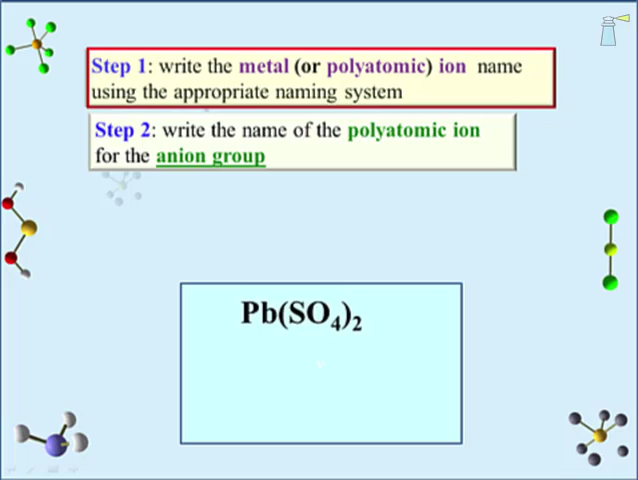 Step 1: write the metal (or polyatomic) ion name
using the appropriate naming system
Step 2: write the name of the polyatomic ion
for the anion group
Pb(SO₄)₂